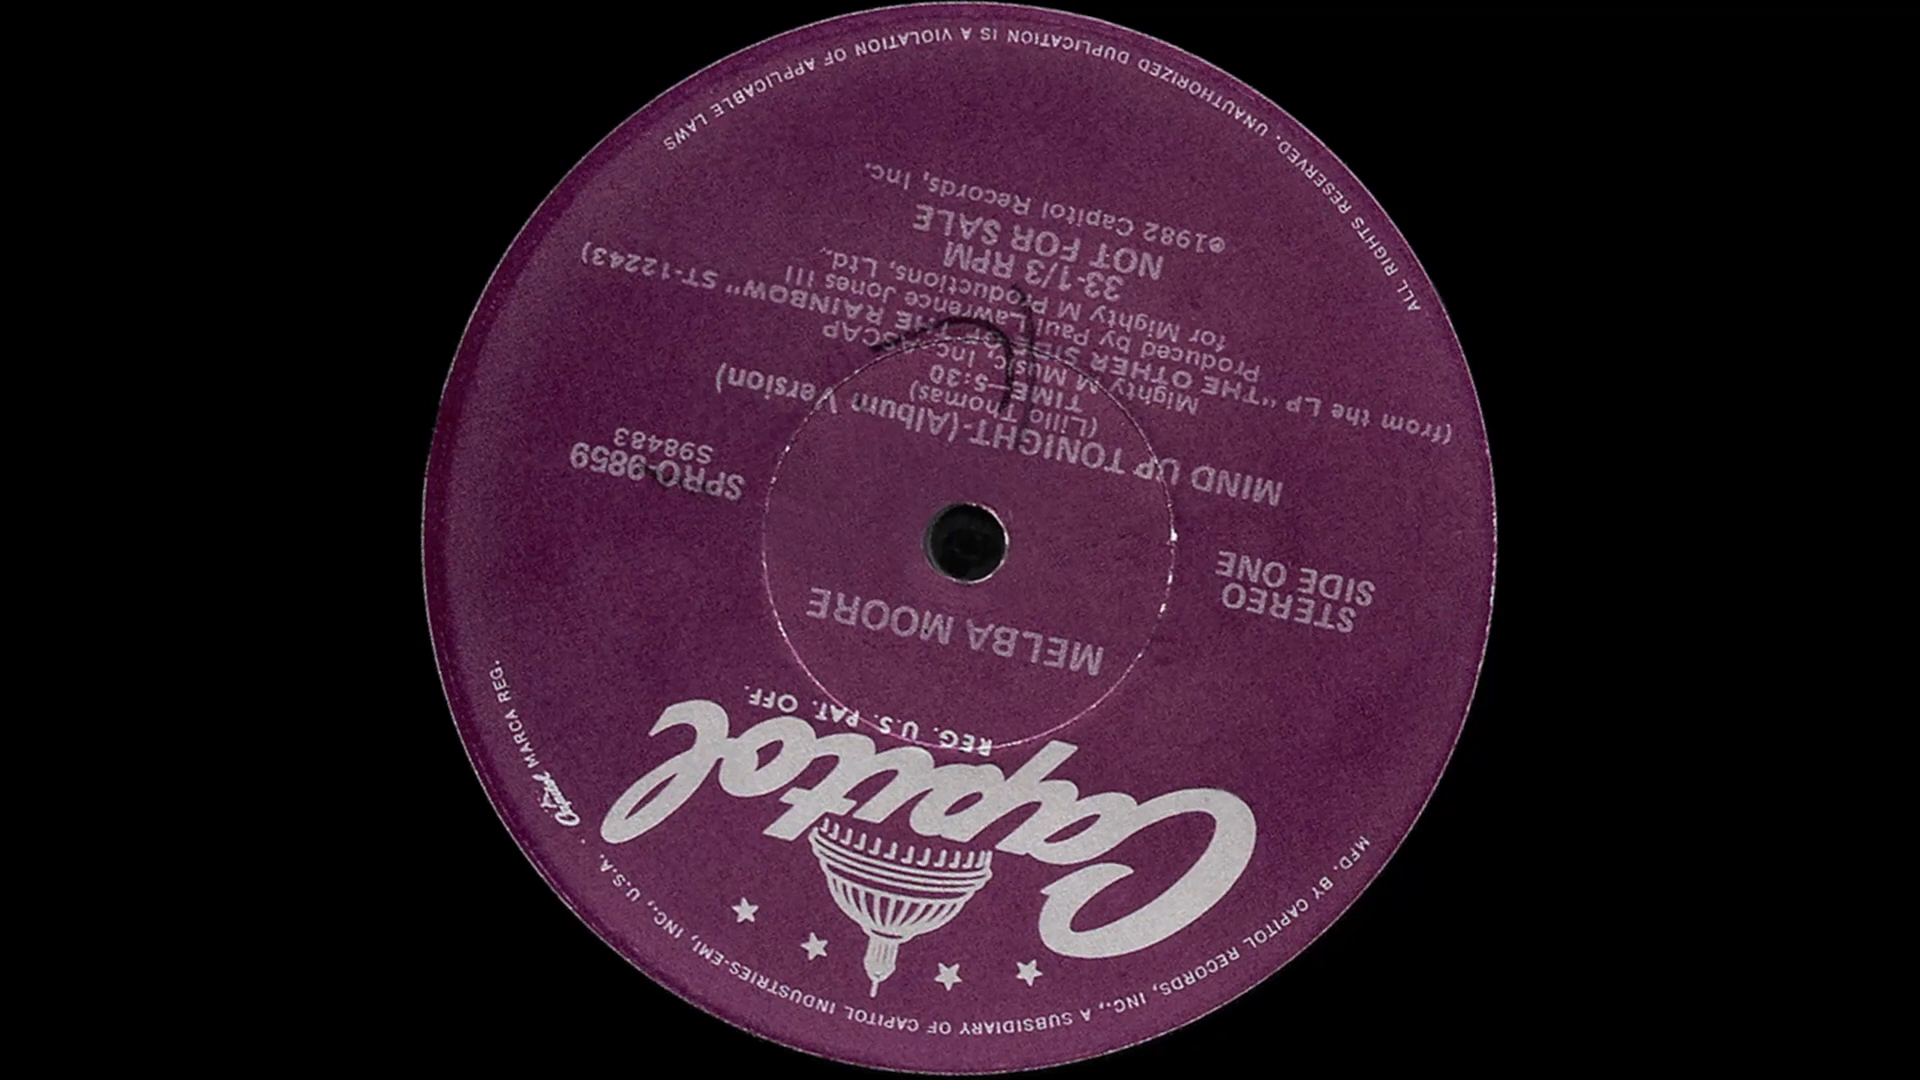 Capitol
REG. U.S. PAT. OFF.
MELBA MOORE
STEREO
SIDE ONE
SPRO-9859
S98483
MIND UP TONIGHT-(Album Version)
(Lillo Thomas)
TIME—5:30
Mighty M Music, Inc. ASCAP
(from the LP "THE OTHER SIDE OF THE RAINBOW" ST-12243)
Produced by Paul Lawrence Jones III
for Mighty M Productions, Ltd.
33-1/3 RPM
NOT FOR SALE
℗1982 Capitol Records, Inc.
MFD. BY CAPITOL RECORDS, INC., A SUBSIDIARY OF CAPITOL INDUSTRIES-EMI, INC., U.S.A. · Capitol MARCA REG.
ALL RIGHTS RESERVED. UNAUTHORIZED DUPLICATION IS A VIOLATION OF APPLICABLE LAWS